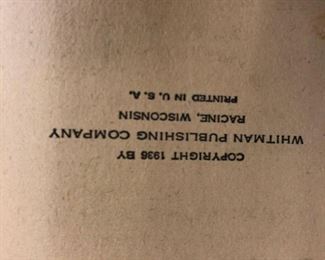 COPYRIGHT 1936 BY
WHITMAN PUBLISHING COMPANY
RACINE, WISCONSIN
PRINTED IN U. S. A.